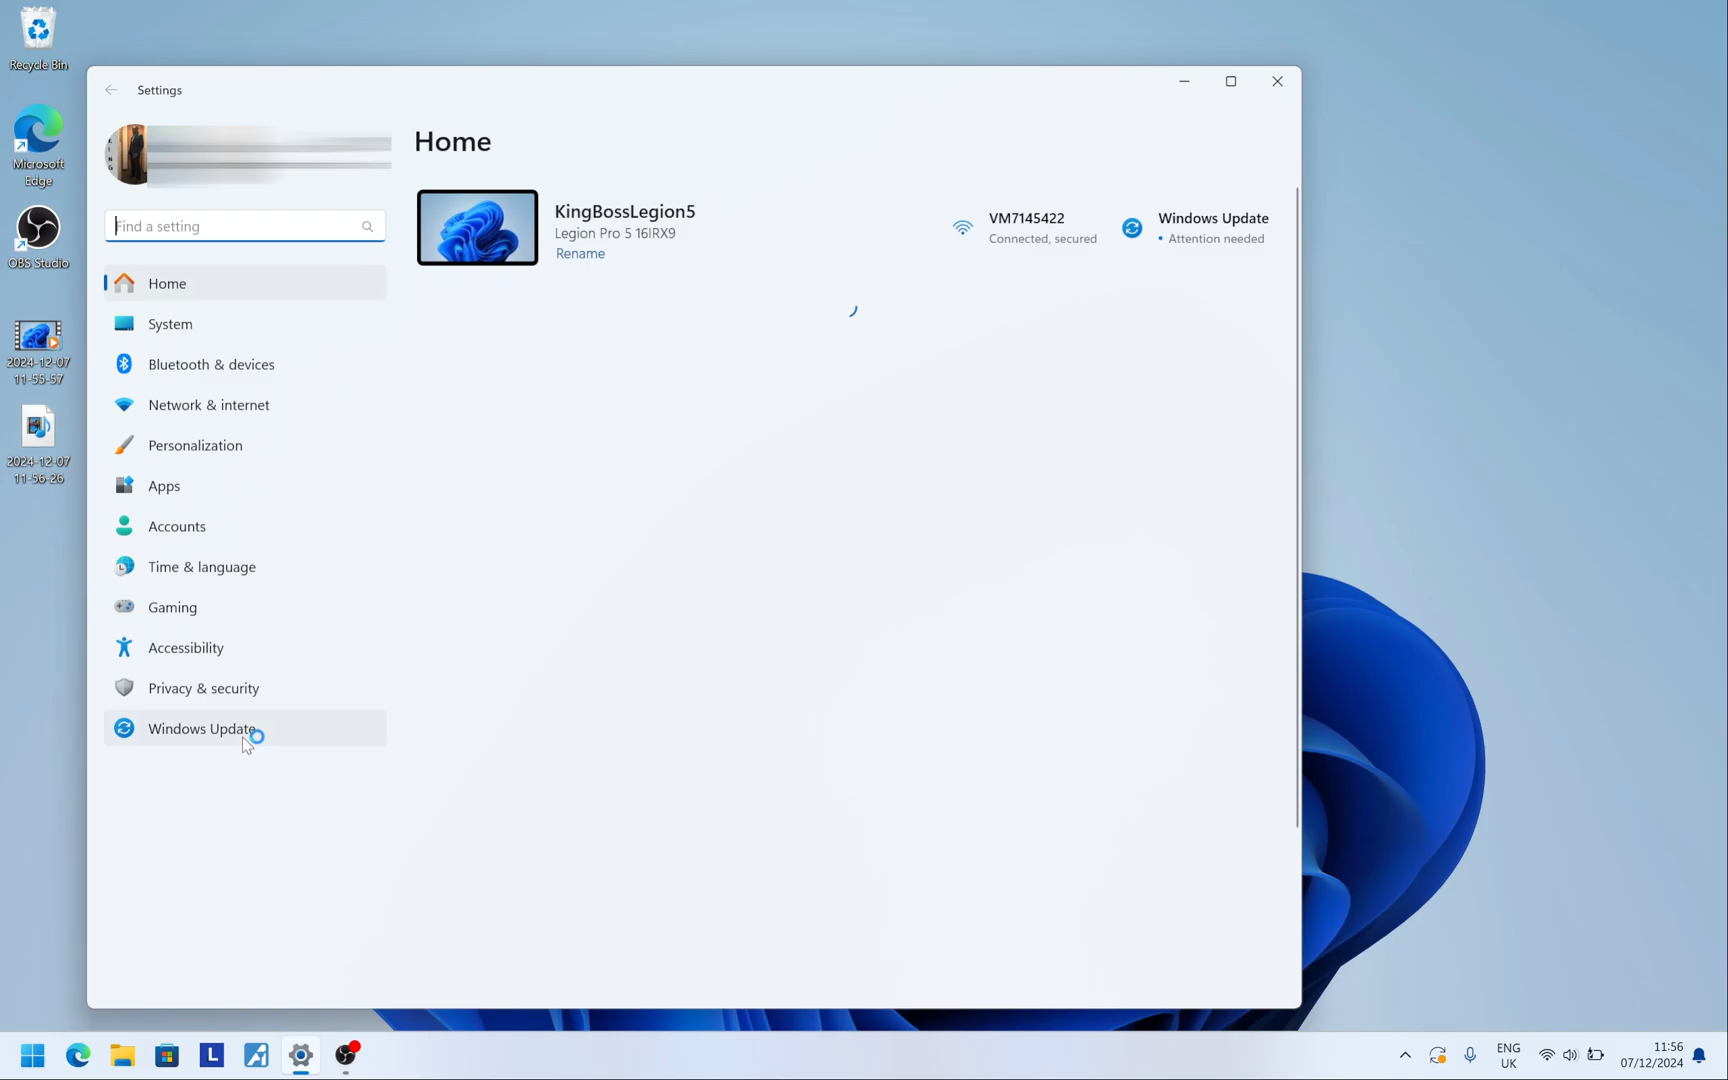 Recycle Bin
Microsoft
Edge
OBS Studio
2024-12-07
11-55-57
2024-12-07
11-56-26
Settings
Find a setting
Home
System
Bluetooth & devices
Network & internet
Personalization
Apps
Accounts
Time & language
Gaming
Accessibility
Privacy & security
Windows Update
Home
KingBossLegion5
Legion Pro 5 16IRX9
Rename
VM7145422
Connected, secured
Windows Update
Attention needed
ENG
UK
11:56
07/12/2024